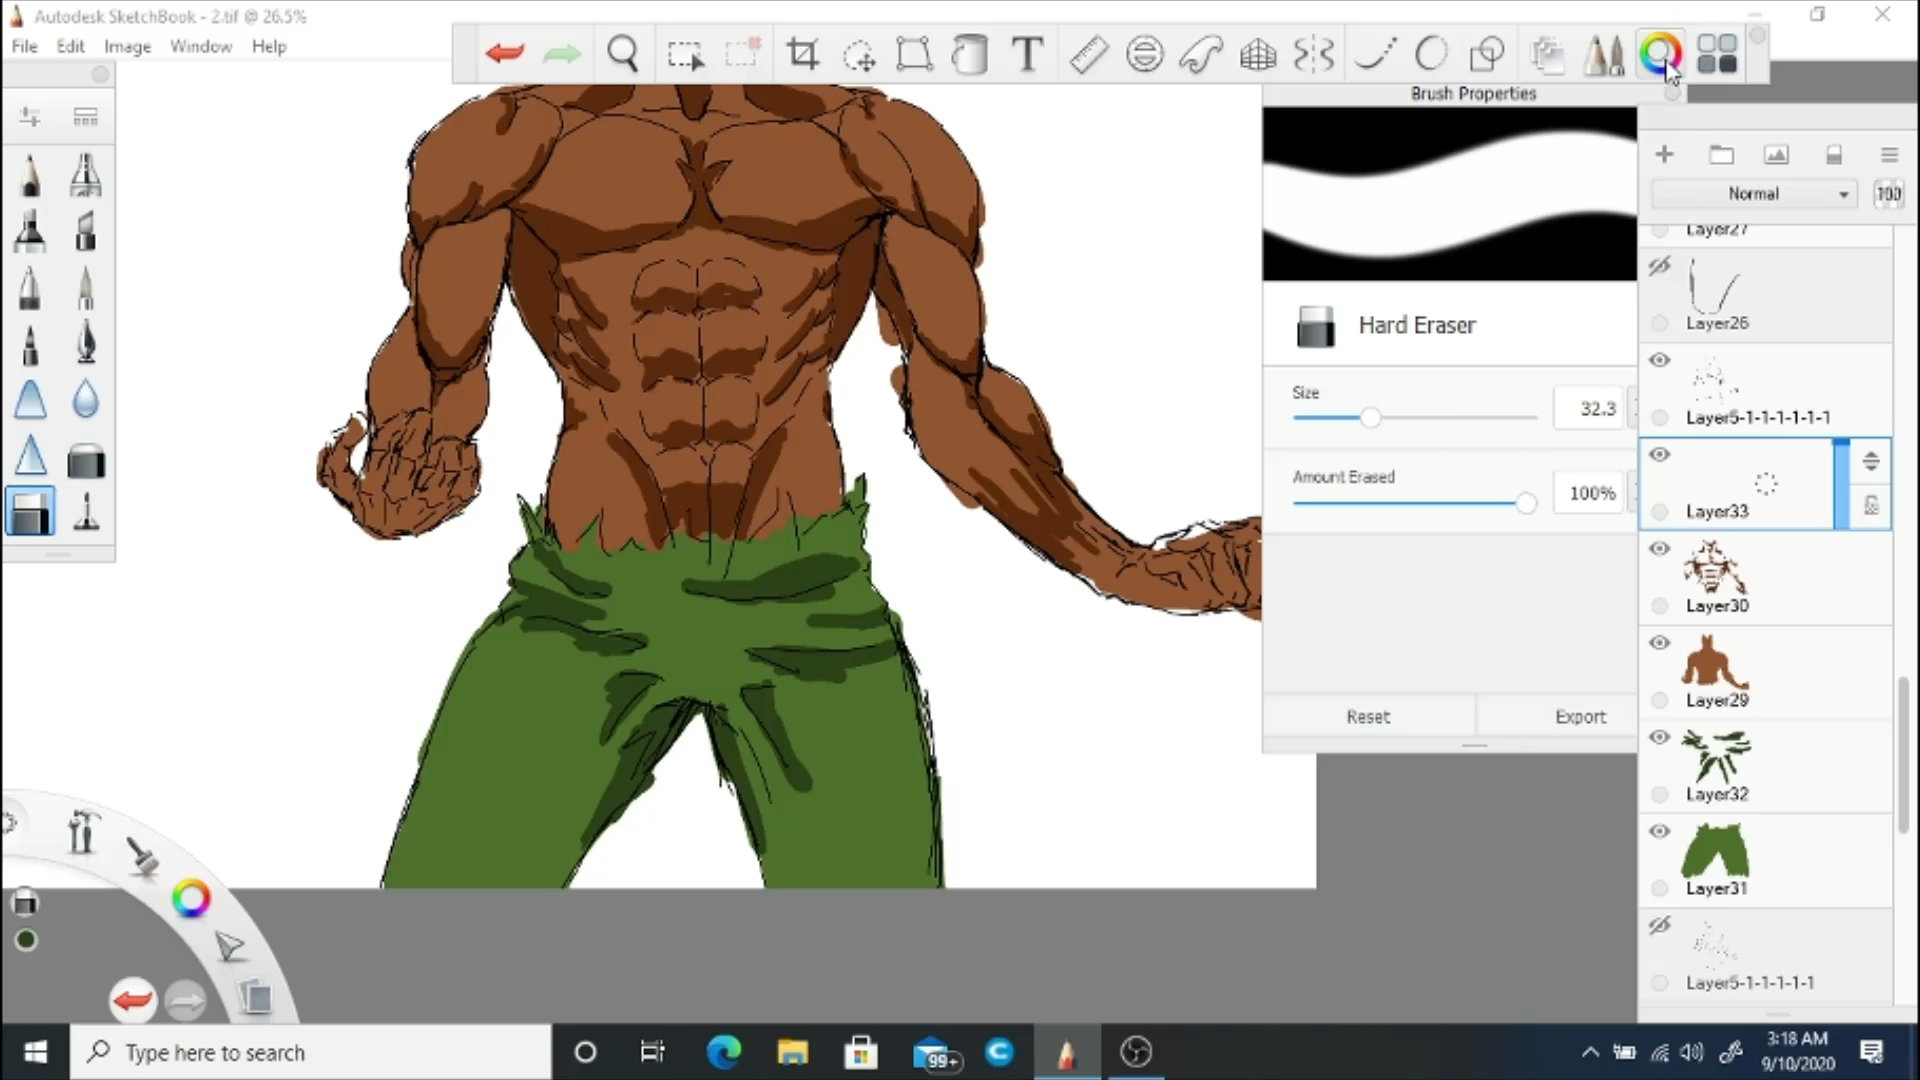 Autodesk SketchBook - 2.tif @ 26.5%
File Edit Image Window Help
T
Brush Properties
Normal
100
Layer27
Layer26
Hard Eraser
Size
32.3
Layer5-1-1-1-1-1-1
Amount Erased
100%
Layer33
Layer30
Layer29
Reset
Export
Layer32
Layer31
Layer5-1-1-1-1-1
Type here to search
99+
3:18 AM
9/10/2020